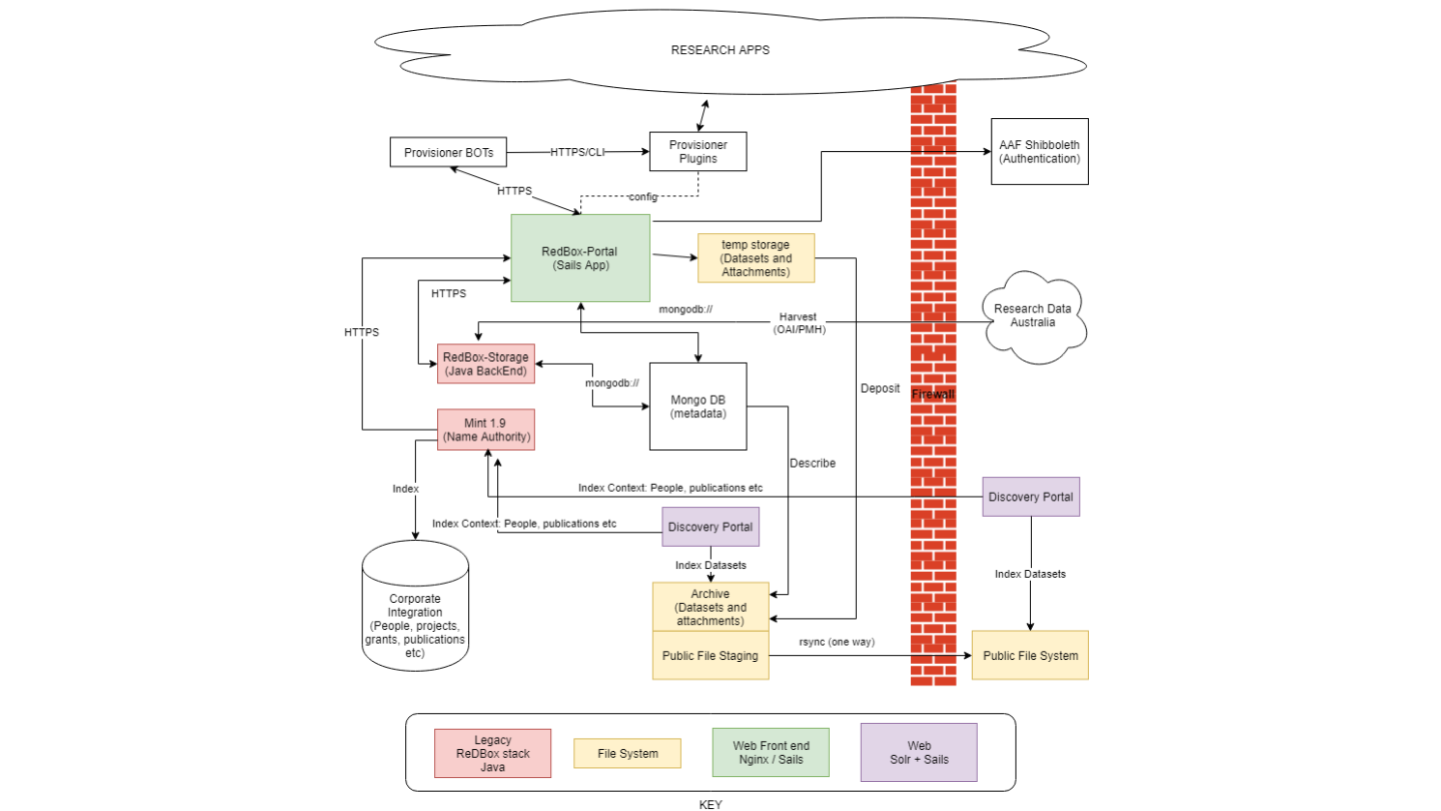 RESEARCH APPS
Provisioner BOTs
HTTPS/CLI
Provisioner
Plugins
AAF Shibboleth
(Authentication)
HTTPS
config
RedBox-Portal
(Sails App)
temp storage
(Datasets and
Attachments)
HTTPS
mongodb://
Harvest
(OAI/PMH)
Research Data
Australia
HTTPS
RedBox-Storage
(Java BackEnd)
mongodb://
Mongo DB
(metadata)
Deposit
Firewall
Mint 1.9
(Name Authority)
Describe
Index
Index Context: People, publications etc
Discovery Portal
Index Context: People, publications etc
Discovery Portal
Index Datasets
Index Datasets
Corporate
Integration
(People, projects,
grants, publications
etc)
Archive
(Datasets and
attachments)
rsync (one way)
Public File Staging
Public File System
Legacy
ReDBox stack
Java
File System
Web Front end
Nginx / Sails
Web
Solr + Sails
KEY